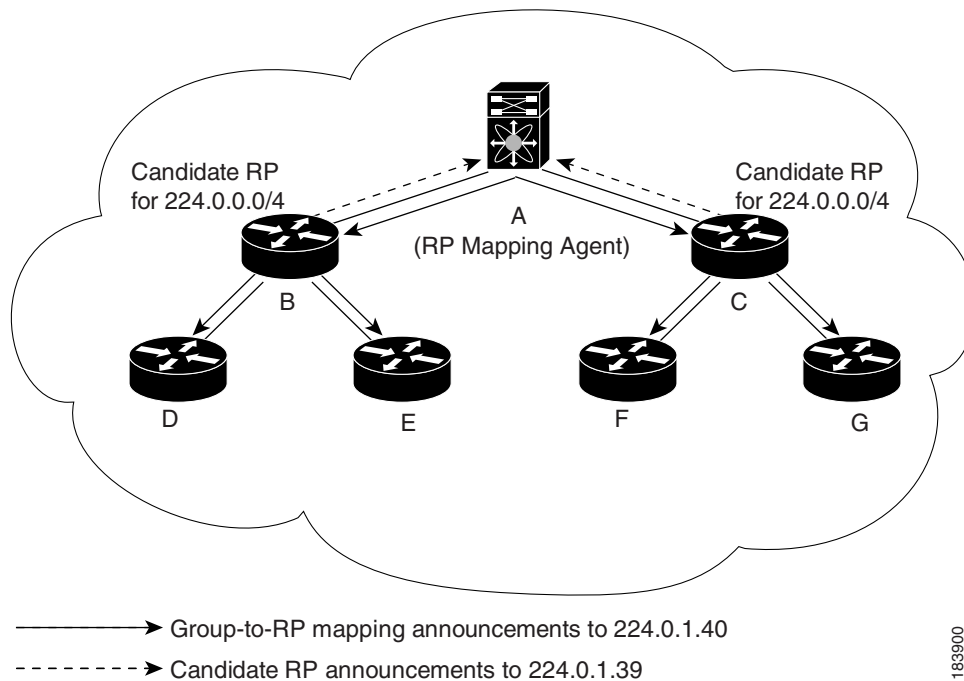 Candidate RP
for 224.0.0.0/4
Candidate RP
for 224.0.0.0/4
A
(RP Mapping Agent)
B
C
D
E
F
G
Group-to-RP mapping announcements to 224.0.1.40
Candidate RP announcements to 224.0.1.39
183900